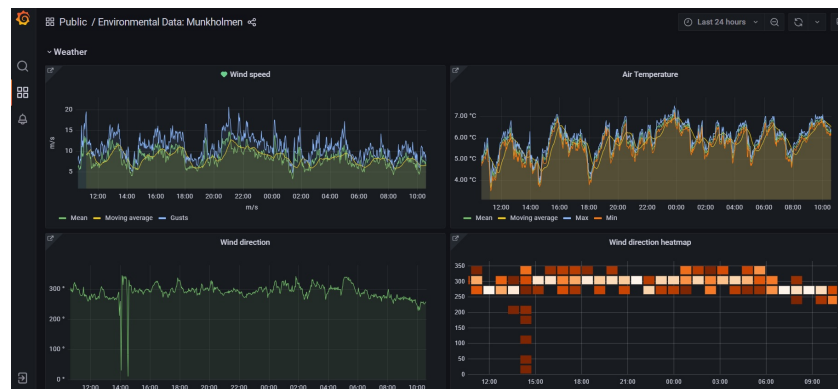 Public / Environmental Data: Munkholmen
Last 24 hours
Weather
Wind speed
m/s
20
15
10
5
12:00 14:00 16:00 18:00 20:00 22:00 00:00 02:00 04:00 06:00 08:00 10:00
m/s
Mean Moving average Gusts
Air Temperature
7.00 °C
6.00 °C
5.00 °C
4.00 °C
12:00 14:00 16:00 18:00 20:00 22:00 00:00 02:00 04:00 06:00 08:00 10:00
Mean Moving average Max Min
Wind direction
300 °
200 °
100 °
0 °
12:00 14:00 16:00 18:00 20:00 22:00 00:00 02:00 04:00 06:00 08:00 10:00
Wind direction heatmap
350
300
250
200
150
100
50
0
12:00 15:00 18:00 21:00 00:00 03:00 06:00 09:00